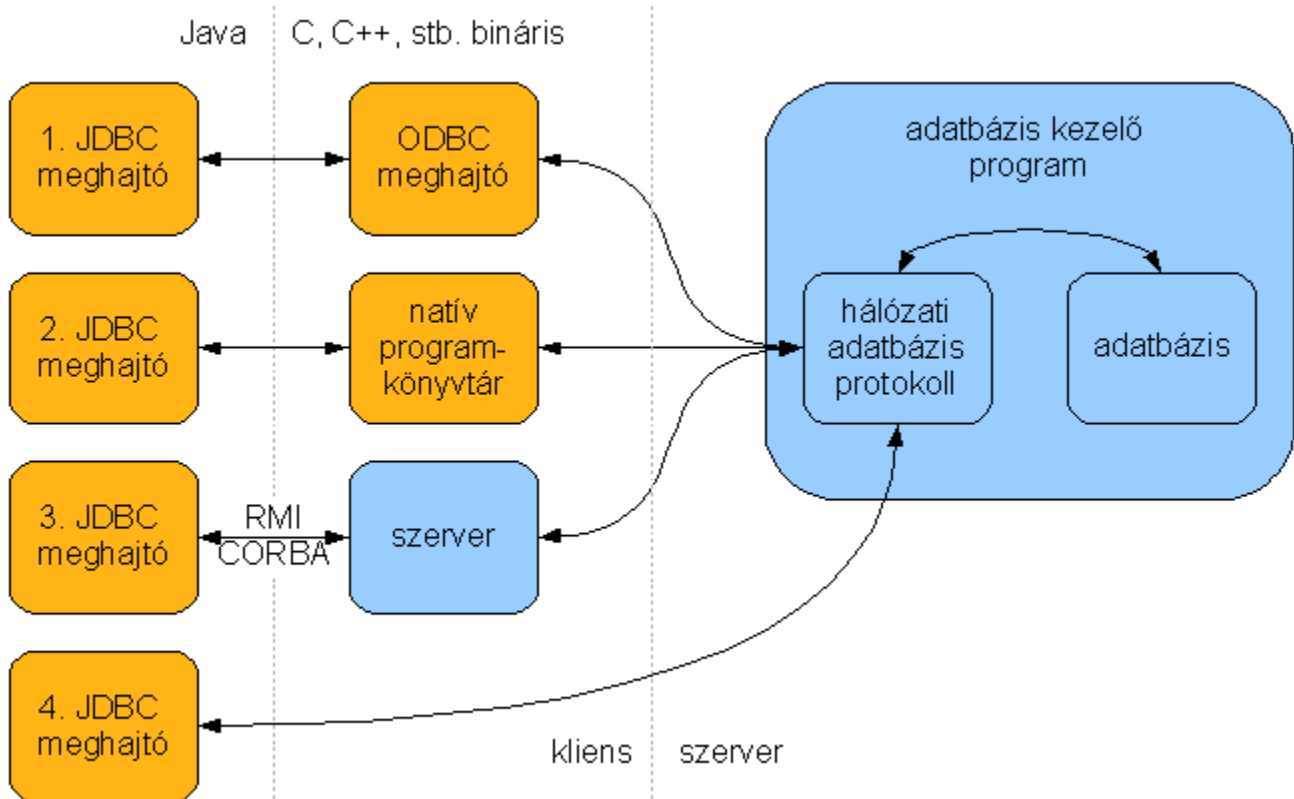 Java
C, C++, stb. bináris
1. JDBC
meghajtó
ODBC
meghajtó
adatbázis kezelő
program
2. JDBC
meghajtó
natív
program-
könyvtár
hálózati
adatbázis
protokoll
adatbázis
3. JDBC
meghajtó
RMI
CORBA
szerver
4. JDBC
meghajtó
kliens
szerver